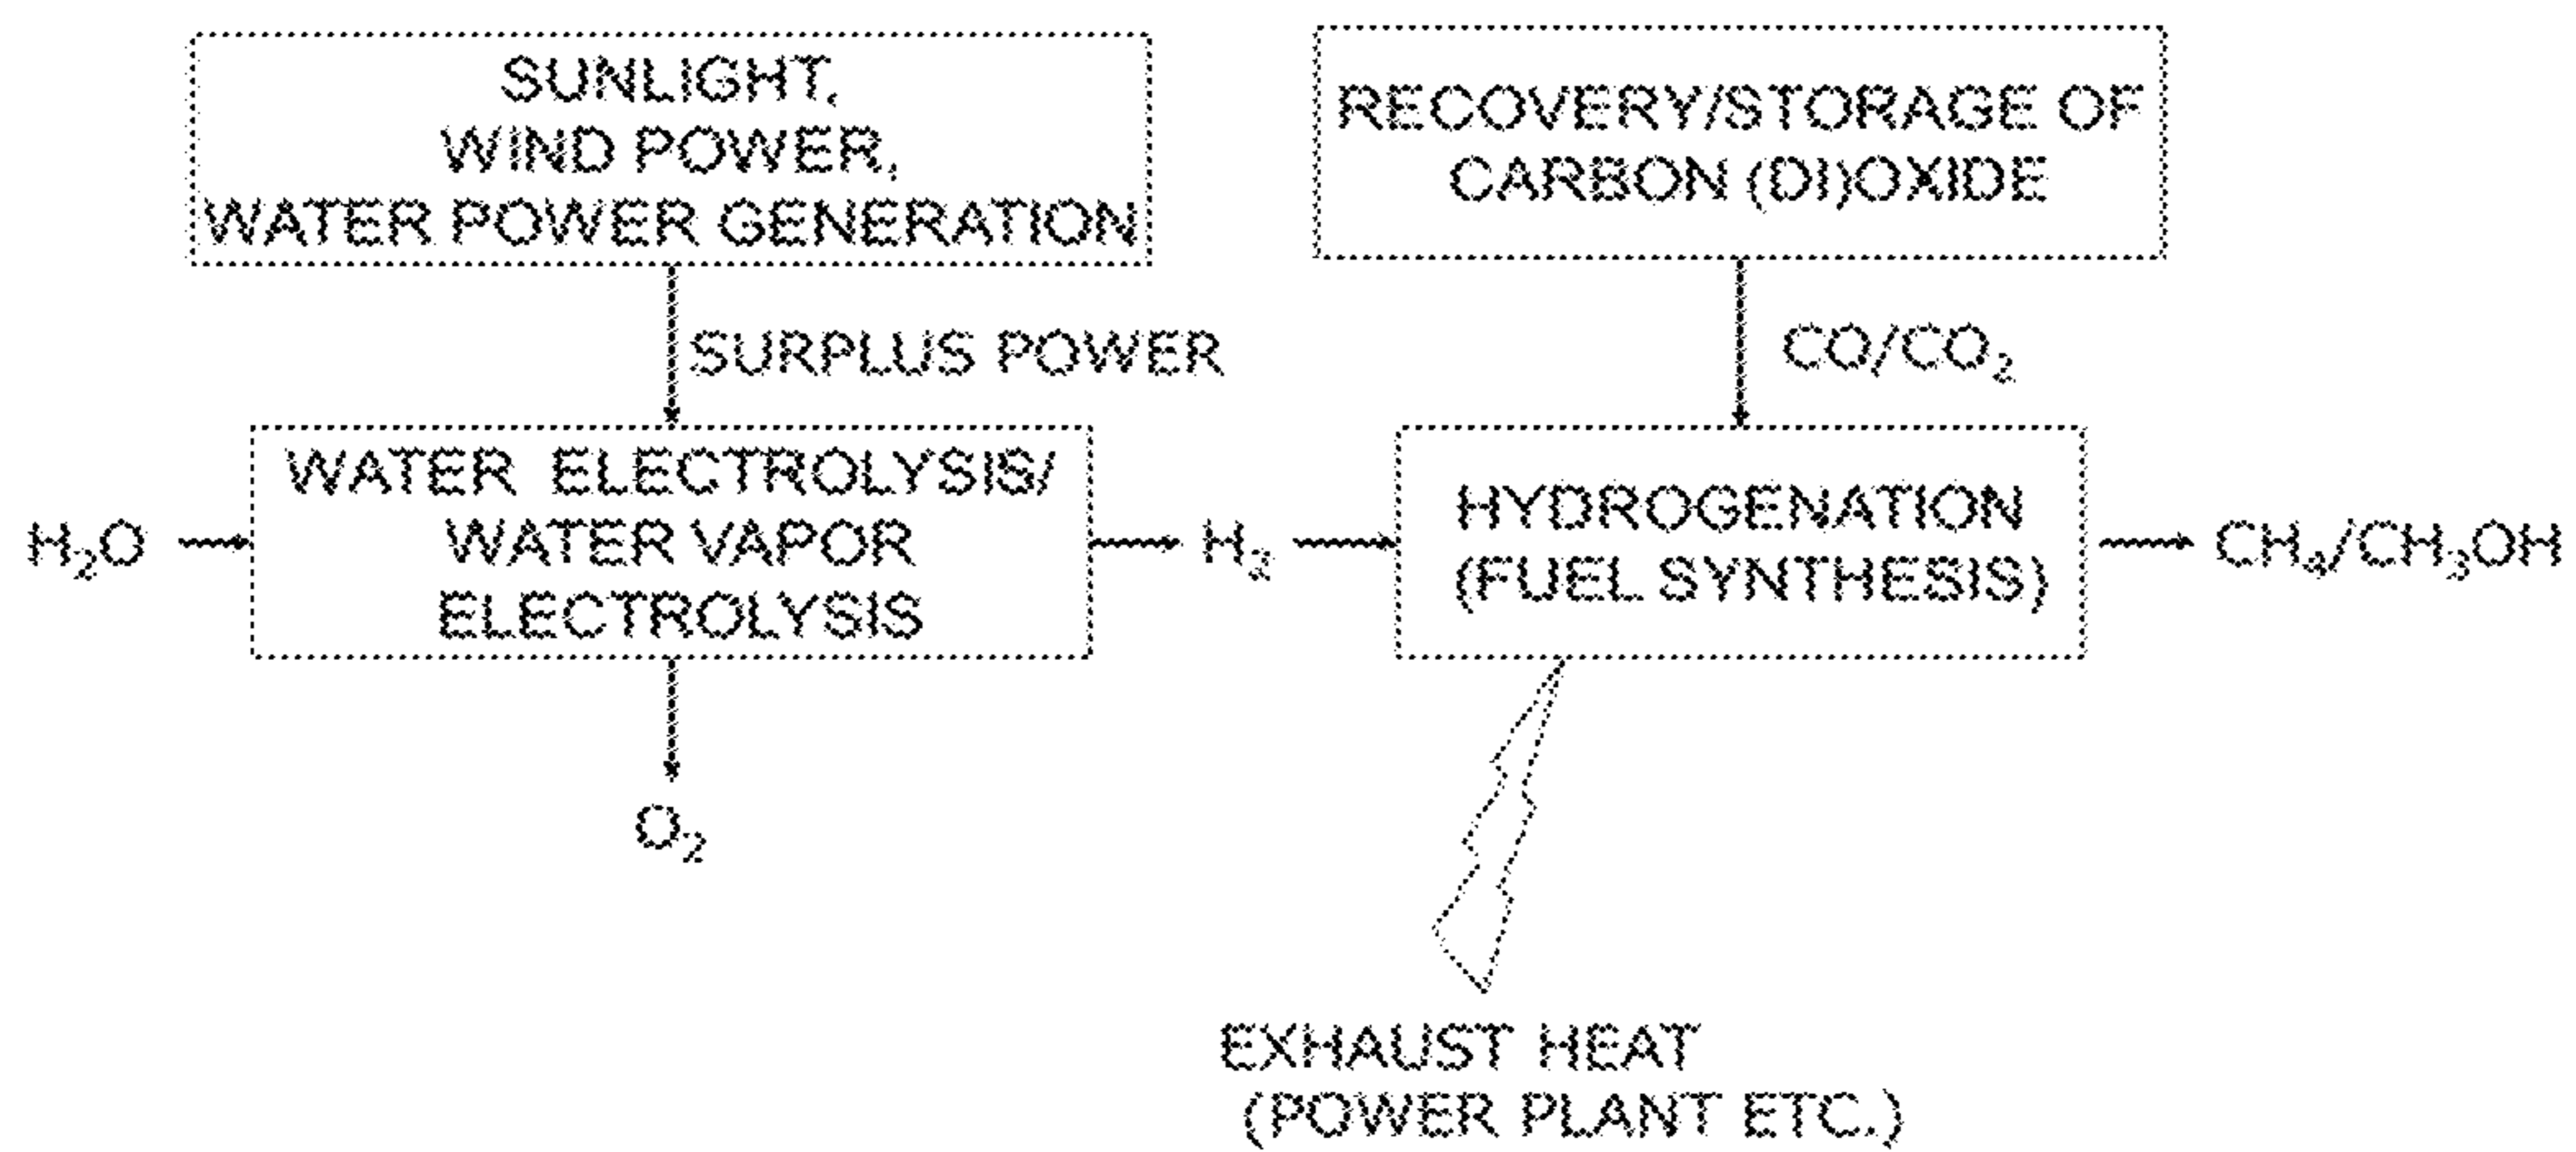 SUNLIGHT,
WIND POWER,
WATER POWER GENERATION
RECOVERY/STORAGE OF
CARBON (DI)OXIDE
SURPLUS POWER
CO/CO₂
H₂O
WATER ELECTROLYSIS/
WATER VAPOR
ELECTROLYSIS
H₂
HYDROGENATION
(FUEL SYNTHESIS)
CH₄/CH₃OH
O₂
EXHAUST HEAT
(POWER PLANT ETC.)